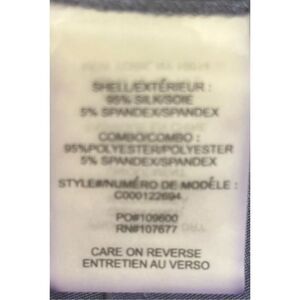 SHELL/EXTÉRIEUR :
95% SILK/SOIE
5% SPANDEX/SPANDEX
COMBO/COMBO :
95%POLYESTER/POLYESTER
5% SPANDEX/SPANDEX
STYLE#/NUMÉRO DE MODÈLE :
C000122694
PO#109600
RN#107677
CARE ON REVERSE
ENTRETIEN AU VERSO